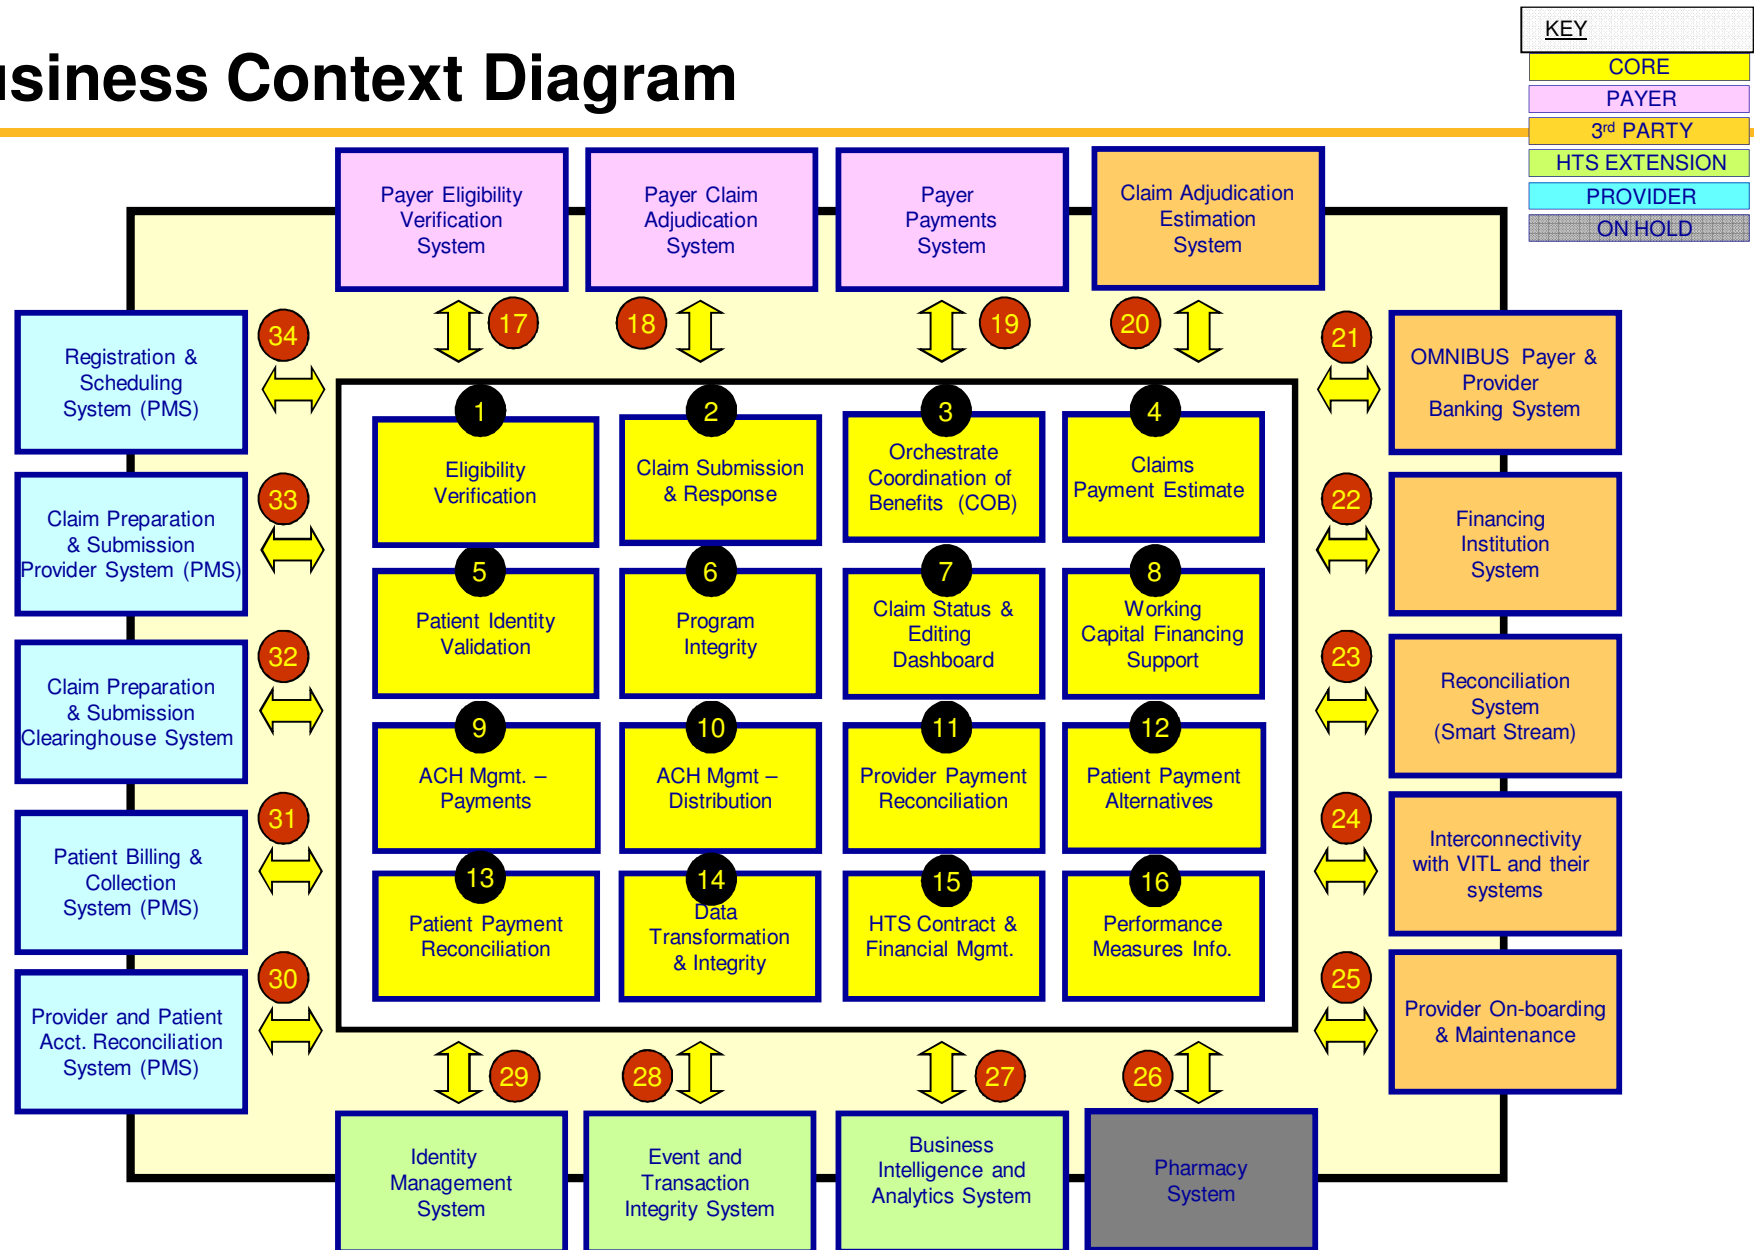 usiness Context Diagram
KEY
CORE
PAYER
3rd PARTY
HTS EXTENSION
PROVIDER
ON HOLD
Payer Eligibility
Verification
System
Payer Claim
Adjudication
System
Payer
Payments
System
Claim Adjudication
Estimation
System
17
18
19
20
34
Registration &
Scheduling
System (PMS)
33
Claim Preparation
& Submission
Provider System (PMS)
32
Claim Preparation
& Submission
Clearinghouse System
31
Patient Billing &
Collection
System (PMS)
30
Provider and Patient
Acct. Reconciliation
System (PMS)
1
Eligibility
Verification
2
Claim Submission
& Response
3
Orchestrate
Coordination of
Benefits (COB)
4
Claims
Payment Estimate
5
Patient Identity
Validation
6
Program
Integrity
7
Claim Status &
Editing
Dashboard
8
Working
Capital Financing
Support
9
ACH Mgmt. –
Payments
10
ACH Mgmt –
Distribution
11
Provider Payment
Reconciliation
12
Patient Payment
Alternatives
13
Patient Payment
Reconciliation
14
Data
Transformation
& Integrity
15
HTS Contract &
Financial Mgmt.
16
Performance
Measures Info.
21
OMNIBUS Payer &
Provider
Banking System
22
Financing
Institution
System
23
Reconciliation
System
(Smart Stream)
24
Interconnectivity
with VITL and their
systems
25
Provider On-boarding
& Maintenance
29
28
27
26
Identity
Management
System
Event and
Transaction
Integrity System
Business
Intelligence and
Analytics System
Pharmacy
System